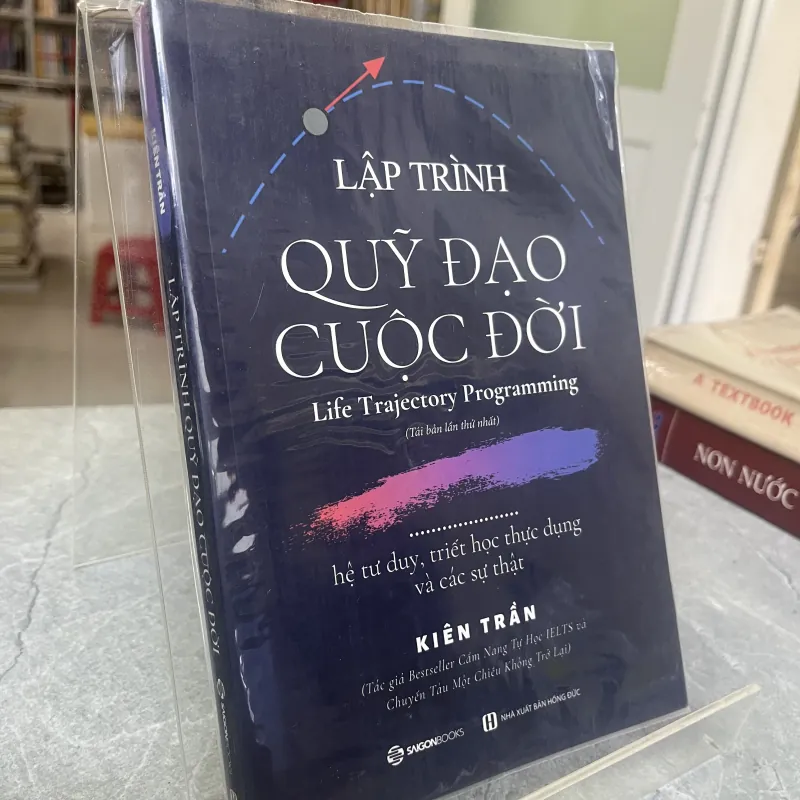 LẬP TRÌNH
QUỸ ĐẠO
CUỘC ĐỜI
Life Trajectory Programming
(Tái bản lần thứ nhất)
hệ tư duy, triết học thực dụng
và các sự thật
KIÊN TRẦN
(Tác giả Bestseller Cẩm Nang Tự Học IELTS và
Chuyến Tàu Một Chiều Không Trở Lại)
SAIGONBOOKS
NHÀ XUẤT BẢN HỒNG ĐỨC
KIÊN TRẦN
LẬP TRÌNH QUỸ ĐẠO CUỘC ĐỜI
SAIGONBOOKS
A TEXTBOOK
NON NƯỚC